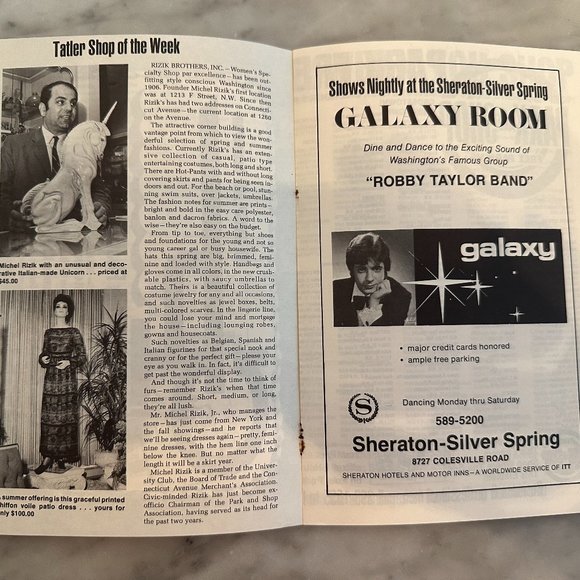 Tatler Shop of the Week
Michel Rizik with an unusual and deco-
rative Italian-made Unicorn . . . priced at
$45.00
A summer offering is this graceful printed
chiffon voile patio dress . . . yours for
only $100.00
RIZIK BROTHERS, INC.—Women's Spe-
cialty Shop par excellence—has been out-
fitting style conscious Washington since
1906. Founder Michel Rizik's first location
was at 1213 F Street, N.W. Since then
Rizik's has had two addresses on Connecti-
cut Avenue—the current location at 1260
on the Avenue.
The attractive corner building is a good
vantage point from which to view the won-
derful selection of spring and summer
fashions. Currently Rizik's has an exten-
sive collection of casual, patio type
entertaining costumes, both long and short.
There are Hot-Pants with and without long
covering skirts and pants for being seen in-
doors and out. For the beach or pool, stun-
ning jackets, over jackets, umbrellas.
The fashion notes for summer are prints—
bright and bold in the easy care polyester,
banlon and dacron fabrics. A word to the
wise—they're also easy on the budget.
From up to toe, everything but shoes
and foundations for the young and not so
young career gal or busy housewife. The
hats this spring are big, brimmed, femi-
nine and loaded with style. Handbags and
gloves come in all colors, in the new crush-
able plastics, with saucy umbrellas to
match. Theirs is a beautiful collection of
costume jewelry for any and all occasions,
and such novelties as jewel boxes, belts,
multi-colored scarves. In the lingerie line,
you could lose your mind and mortgage
the house—including lounging robes,
gowns and housecoats.
Such novelties as Belgian, Spanish and
Italian figurines for that special nook and
cranny or for the perfect gift—please your
eye as you walk in. In fact, it's difficult to
get past the wonderful display.
And though it's not the time to think of
furs—remember Rizik's when that time
comes around. Short, medium, or long,
they're all lush.
Mr. Michel Rizik, Jr., who manages the
store—has just come from New York and
the fall showings—and he reports that
we'll be seeing dresses again—pretty, femi-
nine dresses, with the hem line one inch
below the knee. But no matter what the
length it will be a skirt year.
Michel Rizik is a member of the Univer-
sity Club, the Board of Trade and the Con-
necticut Avenue Merchant's Association.
Civic-minded Rizik has just become ex-
officio Chairman of the Park and Shop
Association, having served as its head for
the past two years.
Shows Nightly at the Sheraton-Silver Spring
GALAXY ROOM
Dine and Dance to the Exciting Sound of
Washington's Famous Group
"ROBBY TAYLOR BAND"
galaxy
• major credit cards honored
• ample free parking
S
Dancing Monday thru Saturday
589-5200
Sheraton-Silver Spring
8727 COLESVILLE ROAD
SHERATON HOTELS AND MOTOR INNS—A WORLDWIDE SERVICE OF ITT